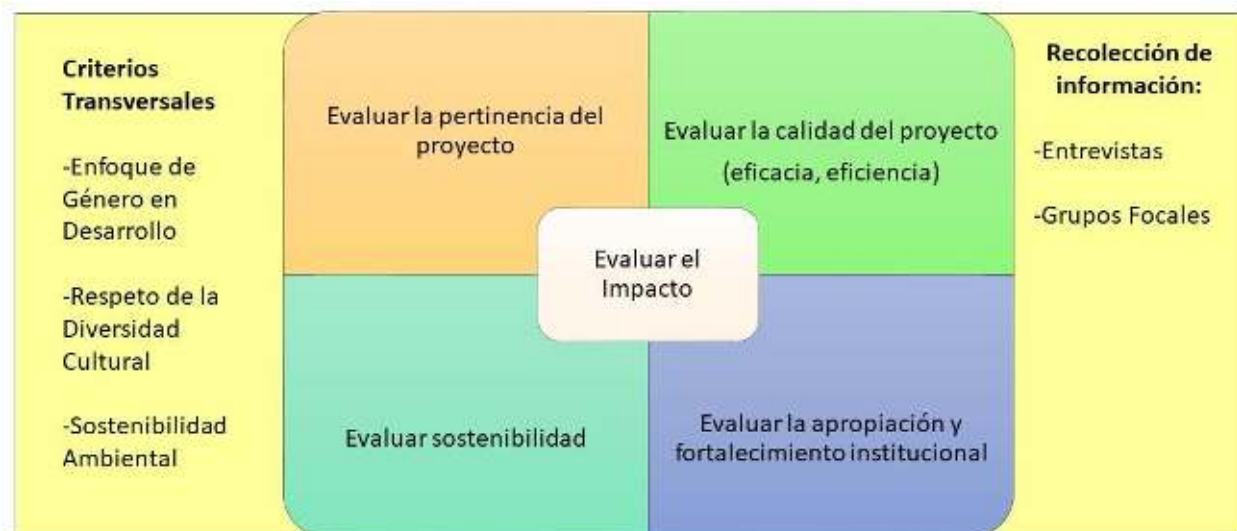 Criterios
Transversales
-Enfoque de
Género en
Desarrollo
-Respeto de la
Diversidad
Cultural
-Sostenibilidad
Ambiental
Evaluar la pertinencia del
proyecto
Evaluar la calidad del proyecto
(eficacia, eficiencia)
Evaluar el
Impacto
Evaluar sostenibilidad
Evaluar la apropiación y
fortalecimiento institucional
Recolección de
información:
-Entrevistas
-Grupos Focales